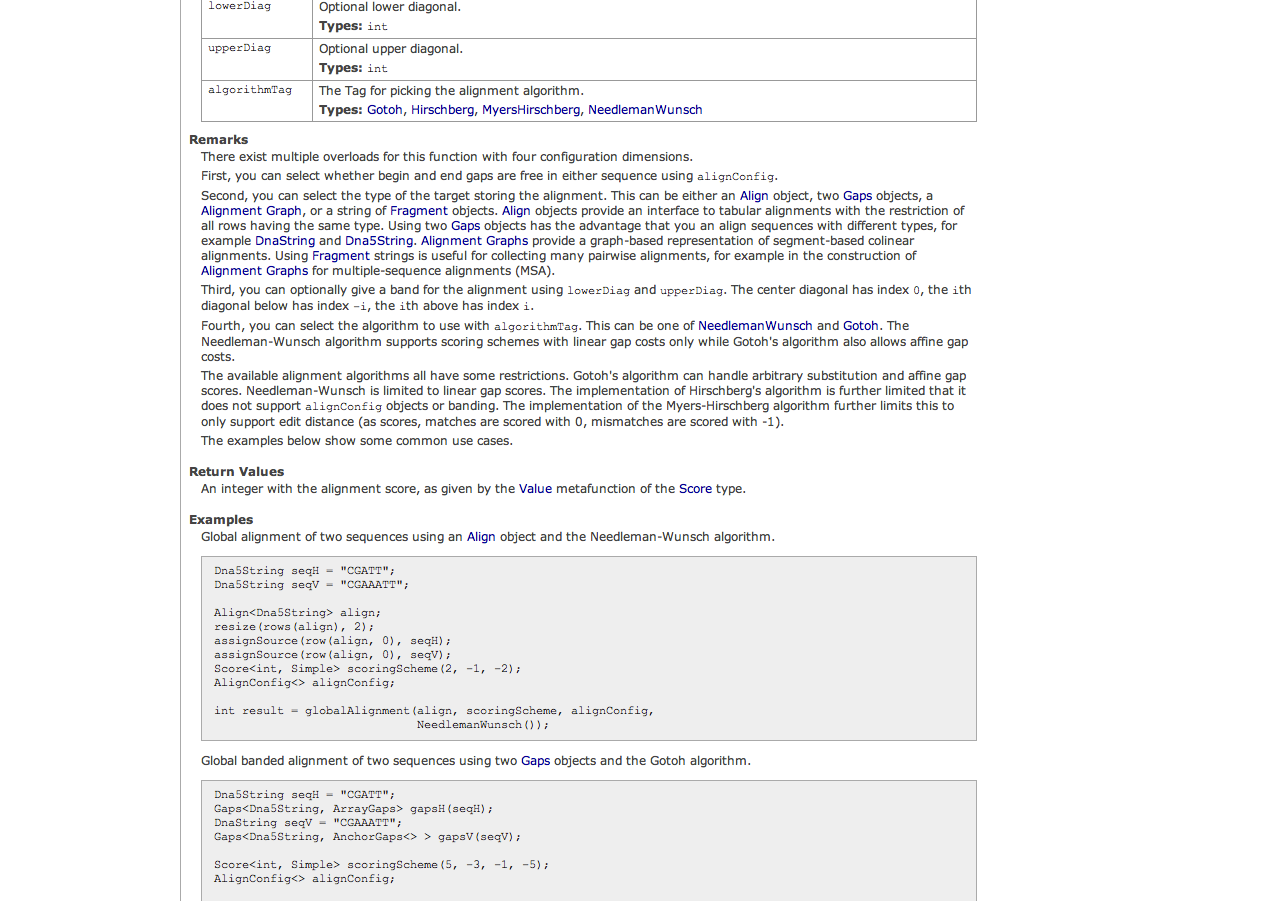 lowerDiag Optional lower diagonal.
Types: int
upperDiag Optional upper diagonal.
Types: int
algorithmTag The Tag for picking the alignment algorithm.
Types: Gotoh, Hirschberg, MyersHirschberg, NeedlemanWunsch
Remarks
There exist multiple overloads for this function with four configuration dimensions.
First, you can select whether begin and end gaps are free in either sequence using alignConfig.
Second, you can select the type of the target storing the alignment. This can be either an Align object, two Gaps objects, a
Alignment Graph, or a string of Fragment objects. Align objects provide an interface to tabular alignments with the restriction of
all rows having the same type. Using two Gaps objects has the advantage that you an align sequences with different types, for
example DnaString and Dna5String. Alignment Graphs provide a graph-based representation of segment-based colinear
alignments. Using Fragment strings is useful for collecting many pairwise alignments, for example in the construction of
Alignment Graphs for multiple-sequence alignments (MSA).
Third, you can optionally give a band for the alignment using lowerDiag and upperDiag. The center diagonal has index 0, the ith
diagonal below has index -i, the ith above has index i.
Fourth, you can select the algorithm to use with algorithmTag. This can be one of NeedlemanWunsch and Gotoh. The
Needleman-Wunsch algorithm supports scoring schemes with linear gap costs only while Gotoh's algorithm also allows affine gap
costs.
The available alignment algorithms all have some restrictions. Gotoh's algorithm can handle arbitrary substitution and affine gap
scores. Needleman-Wunsch is limited to linear gap scores. The implementation of Hirschberg's algorithm is further limited that it
does not support alignConfig objects or banding. The implementation of the Myers-Hirschberg algorithm further limits this to
only support edit distance (as scores, matches are scored with 0, mismatches are scored with -1).
The examples below show some common use cases.
Return Values
An integer with the alignment score, as given by the Value metafunction of the Score type.
Examples
Global alignment of two sequences using an Align object and the Needleman-Wunsch algorithm.
Dna5String seqH = "CGATT";
Dna5String seqV = "CGAAATT";
Align<Dna5String> align;
resize(rows(align), 2);
assignSource(row(align, 0), seqH);
assignSource(row(align, 0), seqV);
Score<int, Simple> scoringScheme(2, -1, -2);
AlignConfig<> alignConfig;
int result = globalAlignment(align, scoringScheme, alignConfig,
NeedlemanWunsch());
Global banded alignment of two sequences using two Gaps objects and the Gotoh algorithm.
Dna5String seqH = "CGATT";
Gaps<Dna5String, ArrayGaps> gapsH(seqH);
DnaString seqV = "CGAAATT";
Gaps<Dna5String, AnchorGaps<> > gapsV(seqV);
Score<int, Simple> scoringScheme(5, -3, -1, -5);
AlignConfig<> alignConfig;